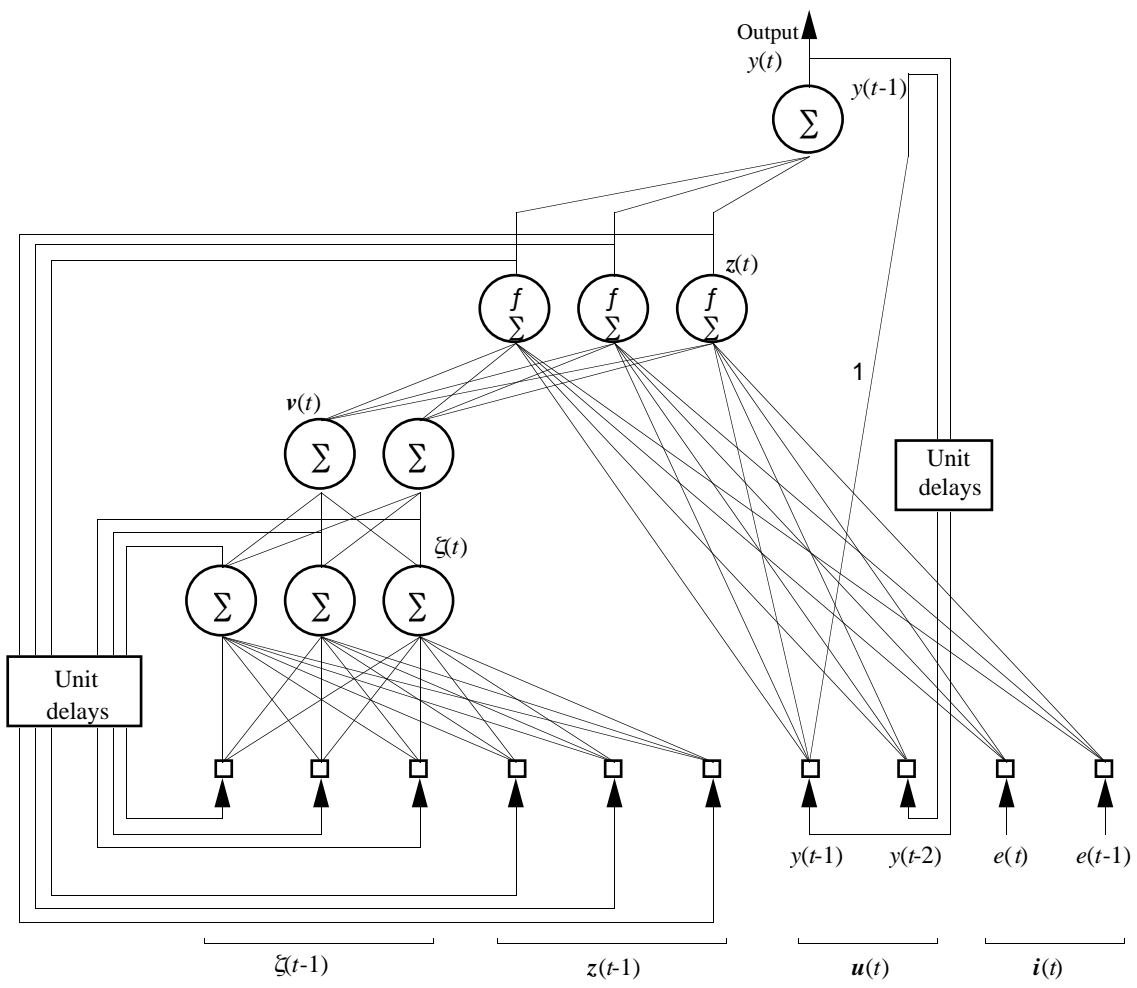 Output
y(t)
y(t-1)
∑
z(t)
f
∑
f
∑
f
∑
1
v(t)
∑
∑
Unit
delays
ζ(t)
∑
∑
∑
Unit
delays
y(t-1)
y(t-2)
e(t)
e(t-1)
ζ(t-1)
z(t-1)
u(t)
i(t)